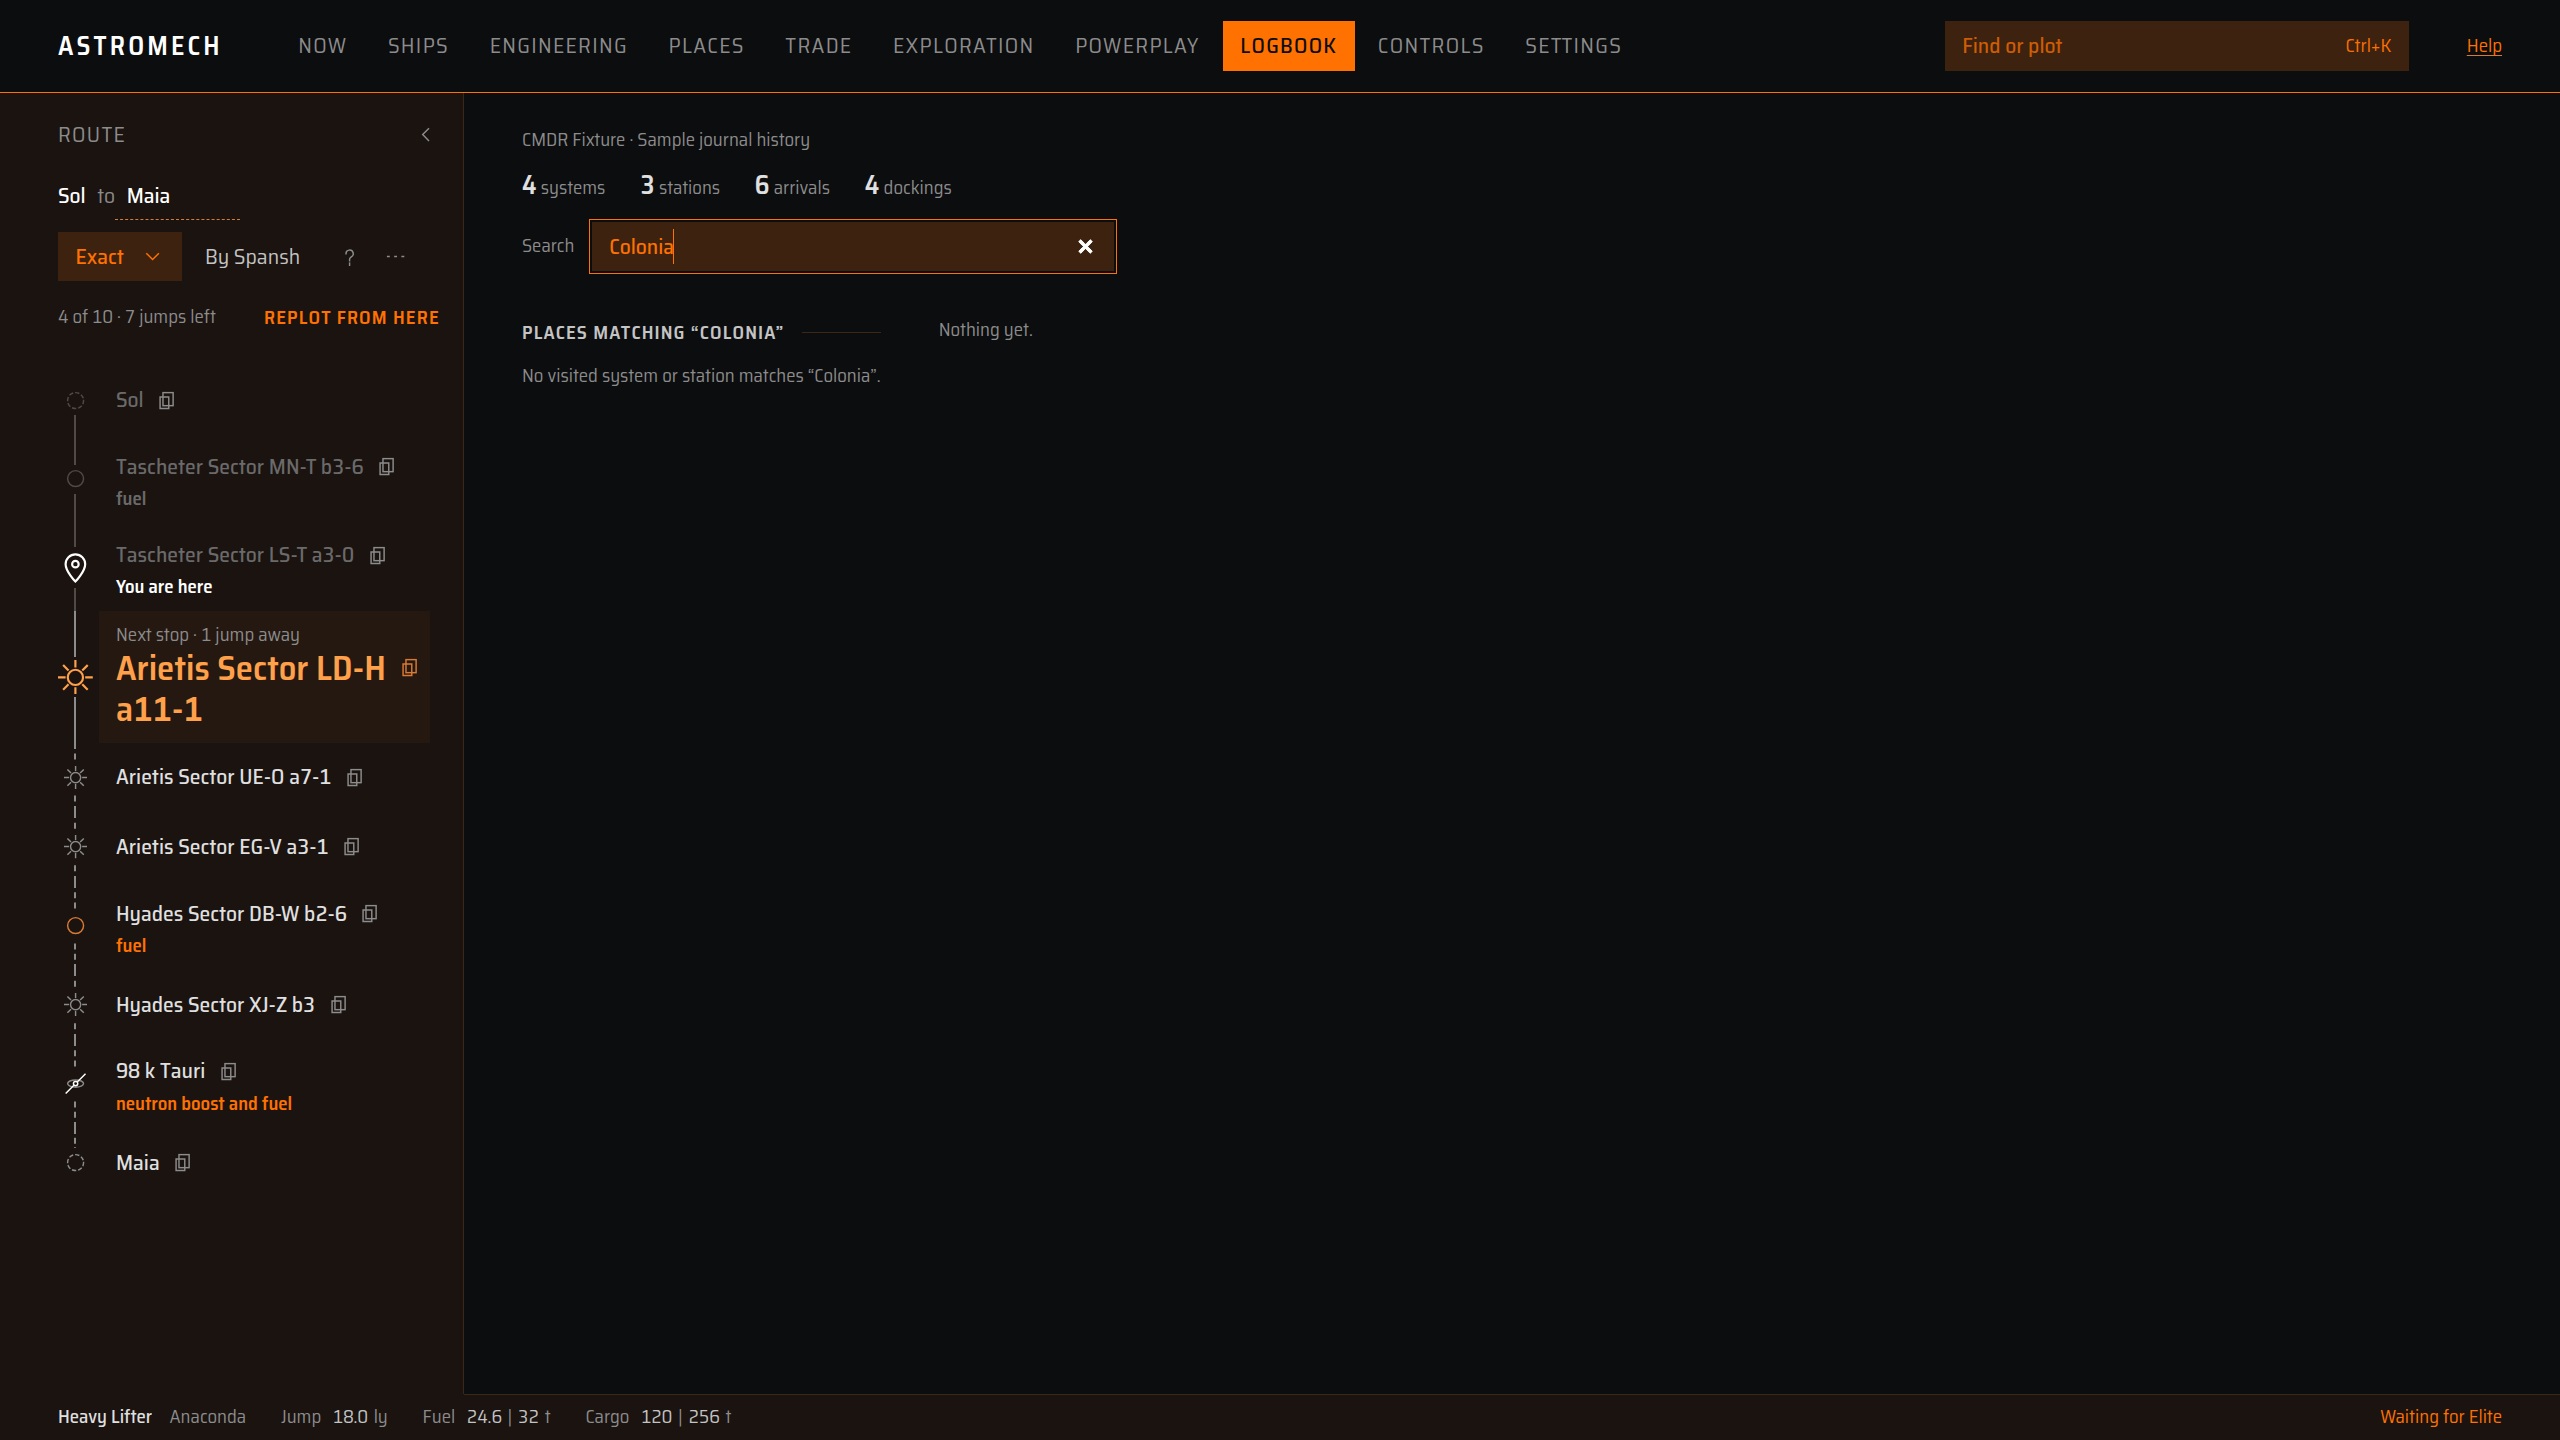 ASTROMECH NOW SHIPS ENGINEERING PLACES TRADE EXPLORATION POWERPLAY LOGBOOK CONTROLS SETTINGS Find or plot Ctrl+K Help
ROUTE
Sol to Maia
Exact By Spansh ? ---
4 of 10 · 7 jumps left REPLOT FROM HERE
Sol
Tascheter Sector MN-T b3-6
fuel
Tascheter Sector LS-T a3-0
You are here
Next stop · 1 jump away
Arietis Sector LD-H
a11-1
Arietis Sector UE-O a7-1
Arietis Sector EG-V a3-1
Hyades Sector DB-W b2-6
fuel
Hyades Sector XJ-Z b3
98 k Tauri
neutron boost and fuel
Maia
CMDR Fixture · Sample journal history
4 systems 3 stations 6 arrivals 4 dockings
Search Colonia
PLACES MATCHING “COLONIA” Nothing yet.
No visited system or station matches “Colonia”.
Heavy Lifter Anaconda Jump 18.0 ly Fuel 24.6 | 32 t Cargo 120 | 256 t Waiting for Elite